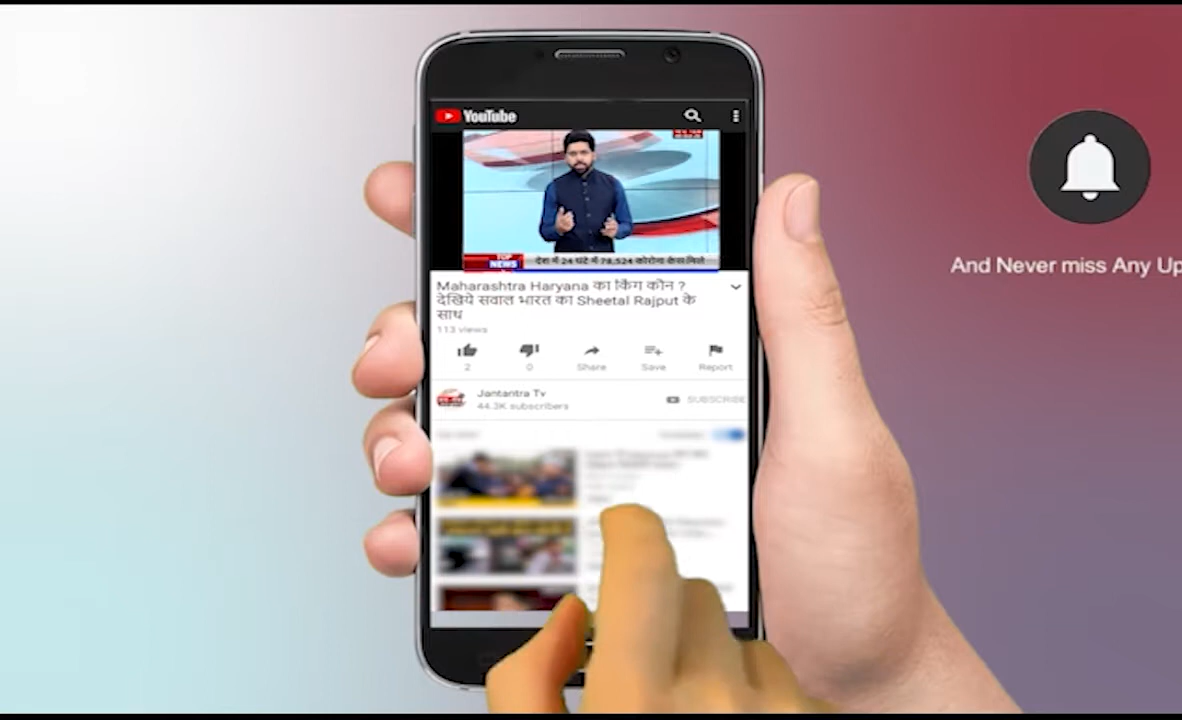 YouTube
TOP
NEWS
देश में 24 घंटे में 78,524 कोरोना केस मिले
Maharashtra Haryana का किंग कौन ?
देखिये सवाल भारत का Sheetal Rajput के
साथ
113 views
2
0
Share
Save
Report
Jantantra Tv
44.3K subscribers
SUBSCRIBE
And Never miss Any Up